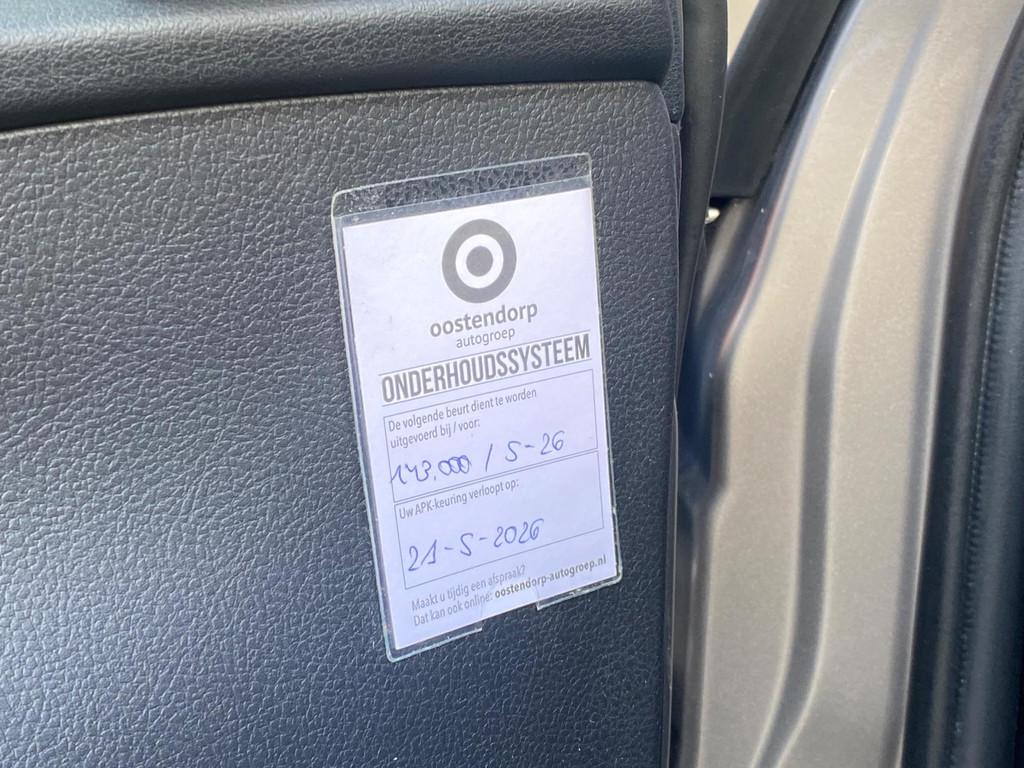 oostendorp
autogroep
ONDERHOUDSSYSTEEM
De volgende beurt dient te worden
uitgevoerd bij / voor:
143.000 / 5-26
Uw APK-keuring verloopt op:
21-5-2026
Maakt u tijdig een afspraak?
Dat kan ook online: oostendorp-autogroep.nl